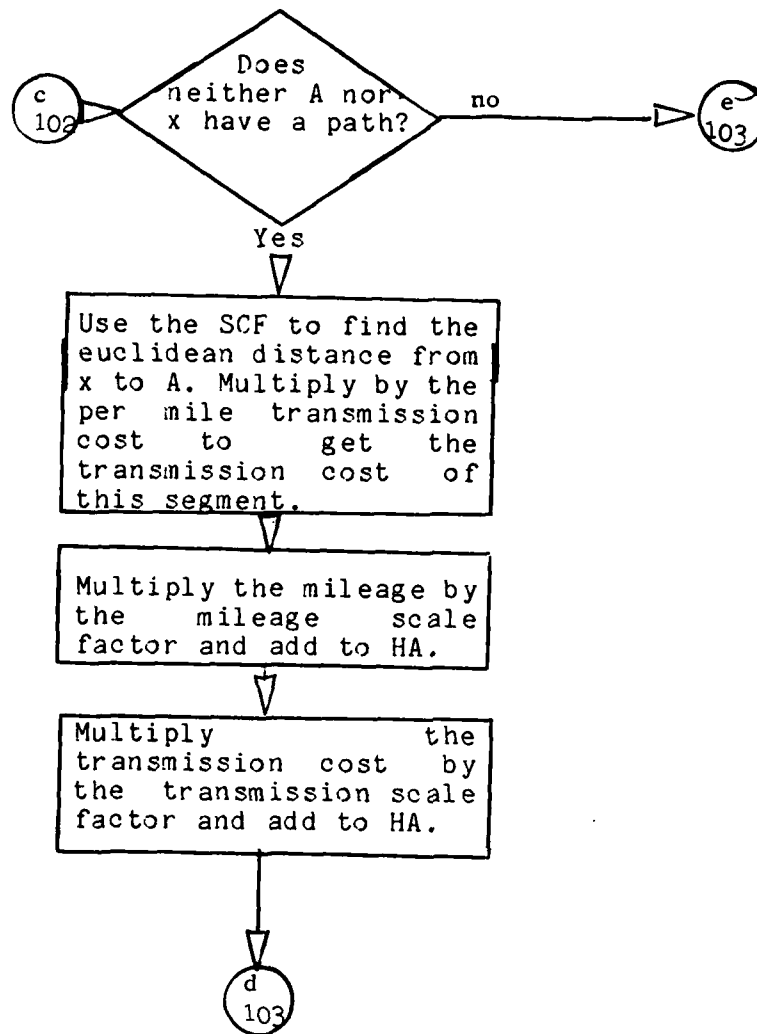 c
102
Does
neither A nor
x have a path?
no
e
103
Yes
Use the SCF to find the
euclidean distance from
x to A. Multiply by the
per mile transmission
cost to get the
transmission cost of
this segment.
Multiply the mileage by
the mileage scale
factor and add to HA.
Multiply the
transmission cost by
the transmission scale
factor and add to HA.
d
103